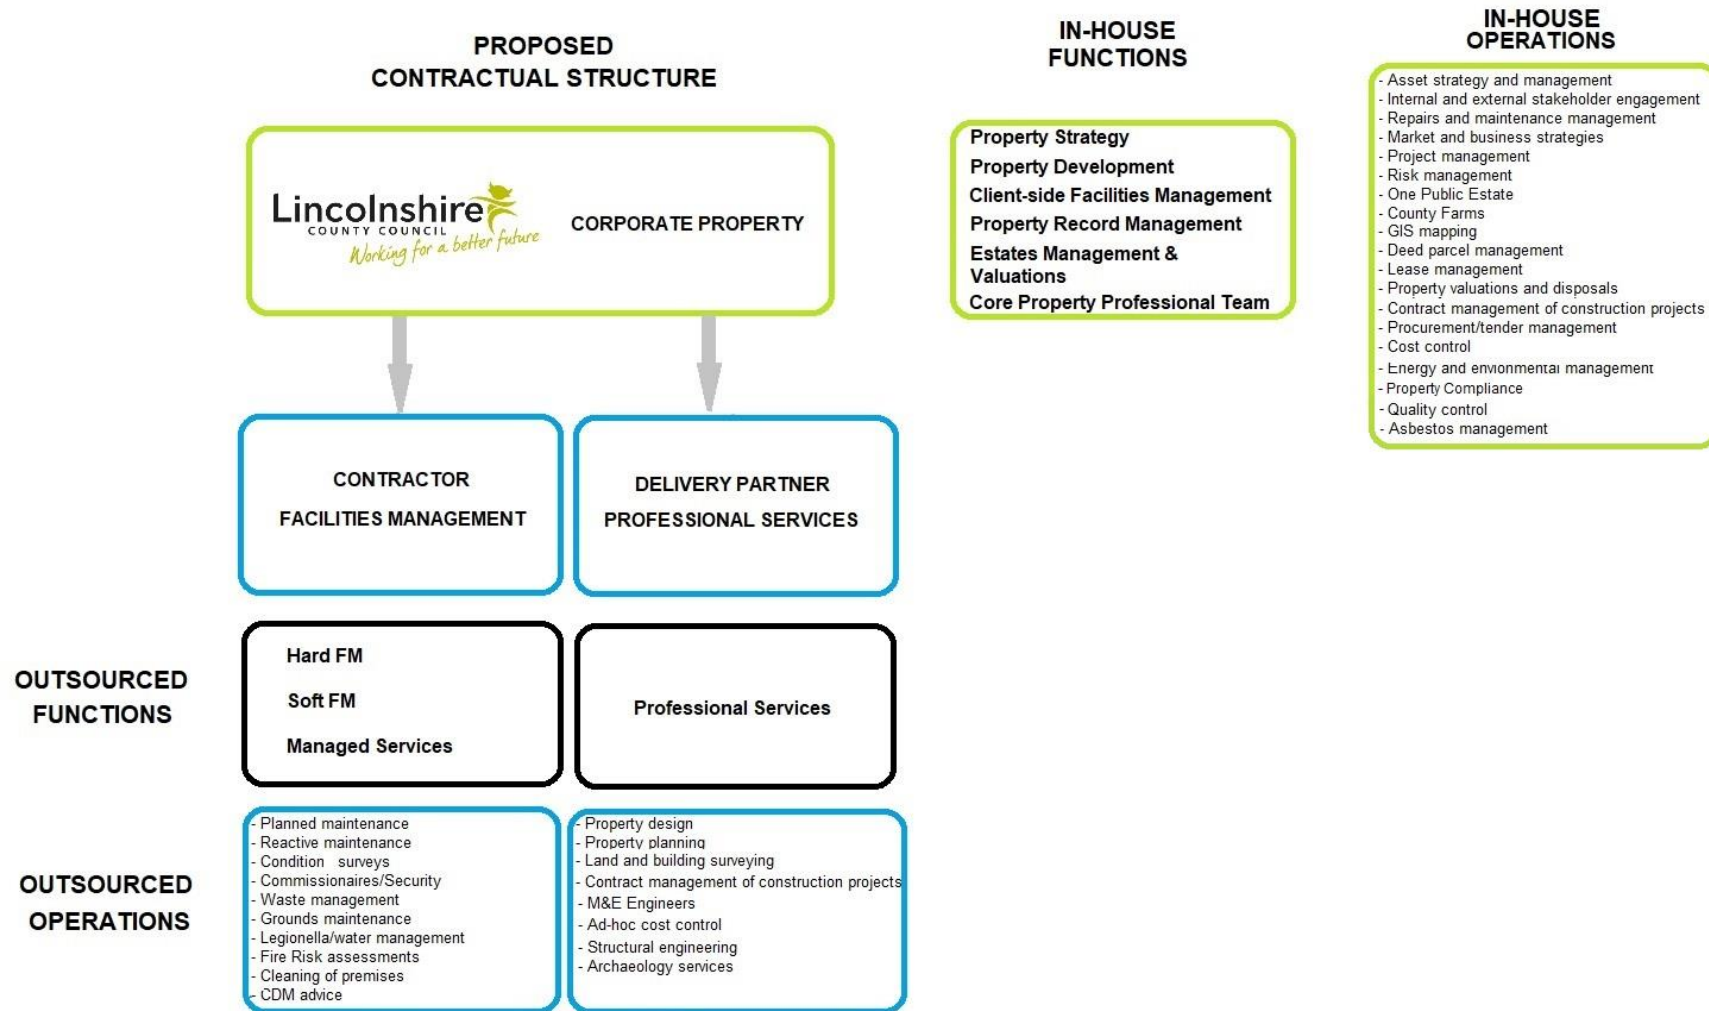 PROPOSED
CONTRACTUAL STRUCTURE
Lincolnshire
COUNTY COUNCIL
Working for a better future
CORPORATE PROPERTY
CONTRACTOR
FACILITIES MANAGEMENT
DELIVERY PARTNER
PROFESSIONAL SERVICES
OUTSOURCED
FUNCTIONS
Hard FM
Soft FM
Managed Services
Professional Services
OUTSOURCED
OPERATIONS
- Planned maintenance
- Reactive maintenance
- Condition surveys
- Commissionaires/Security
- Waste management
- Grounds maintenance
- Legionella/water management
- Fire Risk assessments
- Cleaning of premises
- CDM advice
- Property design
- Property planning
- Land and building surveying
- Contract management of construction projects
- M&E Engineers
- Ad-hoc cost control
- Structural engineering
- Archaeology services
IN-HOUSE
FUNCTIONS
Property Strategy
Property Development
Client-side Facilities Management
Property Record Management
Estates Management &
Valuations
Core Property Professional Team
IN-HOUSE
OPERATIONS
- Asset strategy and management
- Internal and external stakeholder engagement
- Repairs and maintenance management
- Market and business strategies
- Project management
- Risk management
- One Public Estate
- County Farms
- GIS mapping
- Deed parcel management
- Lease management
- Property valuations and disposals
- Contract management of construction projects
- Procurement/tender management
- Cost control
- Energy and envionmental management
- Property Compliance
- Quality control
- Asbestos management